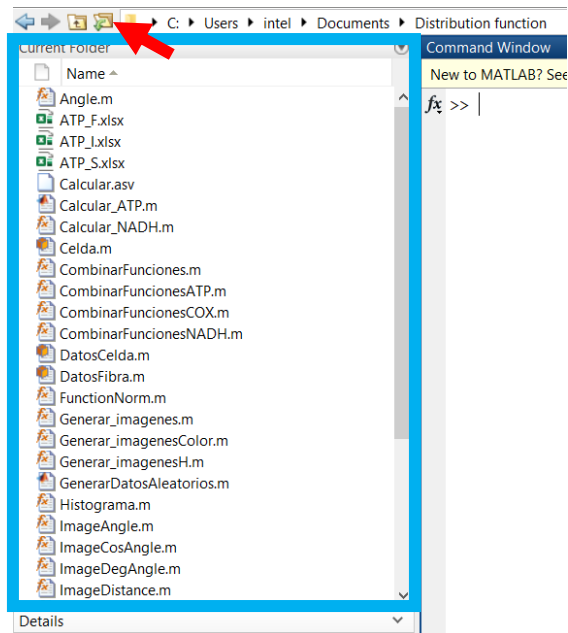 C: Users intel Documents Distribution function
Current Folder
Command Window
Name
New to MATLAB? See
fx >>
Angle.m
ATP_F.xlsx
ATP_I.xlsx
ATP_S.xlsx
Calcular.asv
Calcular_ATP.m
Calcular_NADH.m
Celda.m
CombinarFunciones.m
CombinarFuncionesATP.m
CombinarFuncionesCOX.m
CombinarFuncionesNADH.m
DatosCelda.m
DatosFibra.m
FunctionNorm.m
Generar_imagenes.m
Generar_imagenesColor.m
Generar_imagenesH.m
GenerarDatosAleatorios.m
Histograma.m
ImageAngle.m
ImageCosAngle.m
ImageDegAngle.m
ImageDistance.m
Details